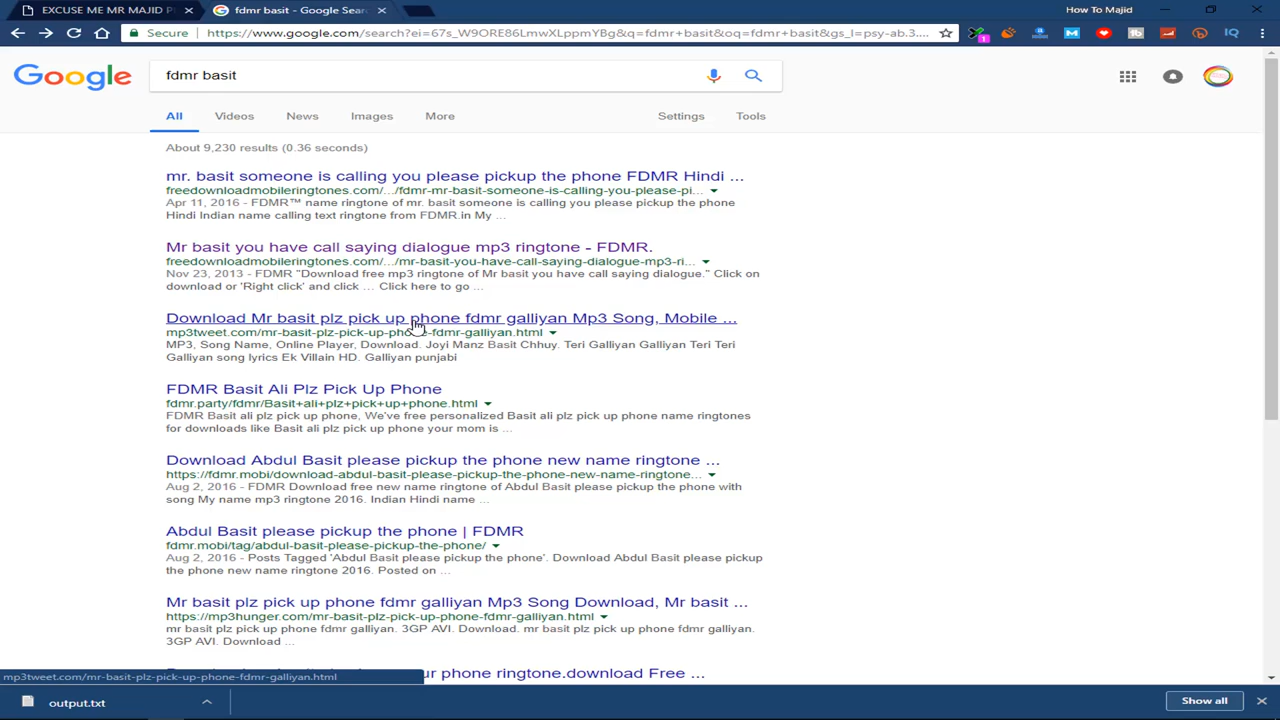 EXCUSE ME MR MAJID P
fdmr basit - Google Sear
How To Majid
Secure
https://www.google.com/search?ei=67s_W9ORE86LmwXLppmYBg&q=fdmr+basit&oq=fdmr+basit&gs_l=psy-ab.3....
IQ
1
Google
fdmr basit
All
Videos
News
Images
More
Settings
Tools
About 9,230 results (0.36 seconds)
mr. basit someone is calling you please pickup the phone FDMR Hindi ...
freedownloadmobileringtones.com/.../fdmr-mr-basit-someone-is-calling-you-please-pi...
Apr 11, 2016 - FDMR™ name ringtone of mr. basit someone is calling you please pickup the phone
Hindi Indian name calling text ringtone from FDMR.in My ...
Mr basit you have call saying dialogue mp3 ringtone - FDMR.
freedownloadmobileringtones.com/.../mr-basit-you-have-call-saying-dialogue-mp3-ri...
Nov 23, 2013 - FDMR "Download free mp3 ringtone of Mr basit you have call saying dialogue." Click on
download or 'Right click' and click … Click here to go ...
Download Mr basit plz pick up phone fdmr galliyan Mp3 Song, Mobile ...
mp3tweet.com/mr-basit-plz-pick-up-phone-fdmr-galliyan.html
MP3, Song Name, Online Player, Download. Joyi Manz Basit Chhuy. Teri Galliyan Galliyan Teri Teri
Galliyan song lyrics Ek Villain HD. Galliyan punjabi
FDMR Basit Ali Plz Pick Up Phone
fdmr.party/fdmr/Basit+ali+plz+pick+up+phone.html
FDMR Basit ali plz pick up phone, We've free personalized Basit ali plz pick up phone name ringtones
for downloads like Basit ali plz pick up phone your mom is ...
Download Abdul Basit please pickup the phone new name ringtone ...
https://fdmr.mobi/download-abdul-basit-please-pickup-the-phone-new-name-ringtone...
Aug 2, 2016 - FDMR Download free new name ringtone of Abdul Basit please pickup the phone with
song My name mp3 ringtone 2016. Indian Hindi name ...
Abdul Basit please pickup the phone | FDMR
fdmr.mobi/tag/abdul-basit-please-pickup-the-phone/
Aug 2, 2016 - Posts Tagged 'Abdul Basit please pickup the phone'. Download Abdul Basit please pickup
the phone new name ringtone 2016. Posted on ...
Mr basit plz pick up phone fdmr galliyan Mp3 Song Download, Mr basit ...
https://mp3hunger.com/mr-basit-plz-pick-up-phone-fdmr-galliyan.html
mr basit plz pick up phone fdmr galliyan. 3GP AVI. Download. mr basit plz pick up phone fdmr galliyan.
3GP AVI. Download ...
ur phone ringtone.download Free ...
mp3tweet.com/mr-basit-plz-pick-up-phone-fdmr-galliyan.html
output.txt
Show all